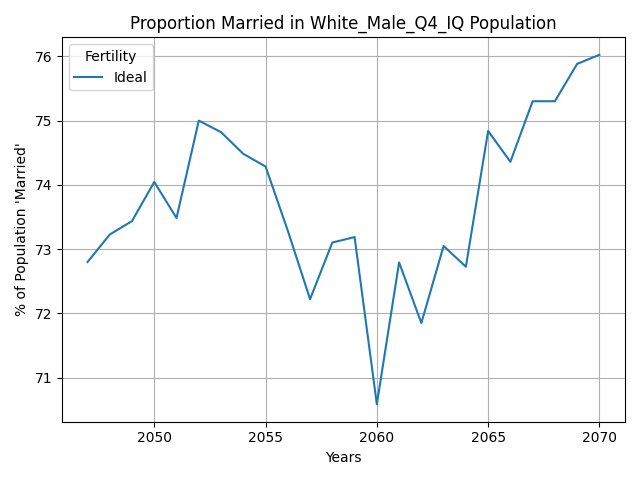 Proportion Married in White_Male_Q4_IQ Population
Fertility
Ideal
% of Population 'Married'
76
75
74
73
72
71
2050 2055 2060 2065 2070
Years